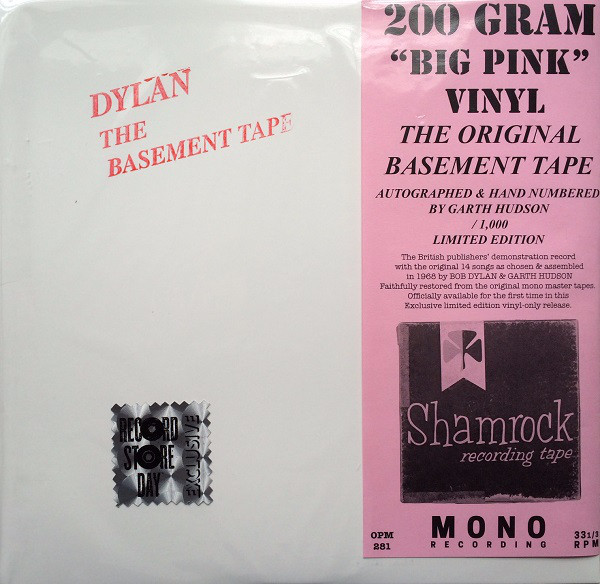 DYLAN
THE
BASEMENT TAPE
RECORD
STORE
DAY
EXCLUSIVE
200 GRAM
“BIG PINK”
VINYL
THE ORIGINAL
BASEMENT TAPE
AUTOGRAPHED & HAND NUMBERED
BY GARTH HUDSON
/ 1,000
LIMITED EDITION
The British publishers' demonstration record
with the original 14 songs as chosen & assembled
in 1968 by BOB DYLAN & GARTH HUDSON
Faithfully restored from the original mono master tapes.
Officially available for the first time in this
Exclusive limited edition vinyl-only release.
Shamrock
recording tape
OPM
281
MONO
RECORDING
33 1/3
RPM